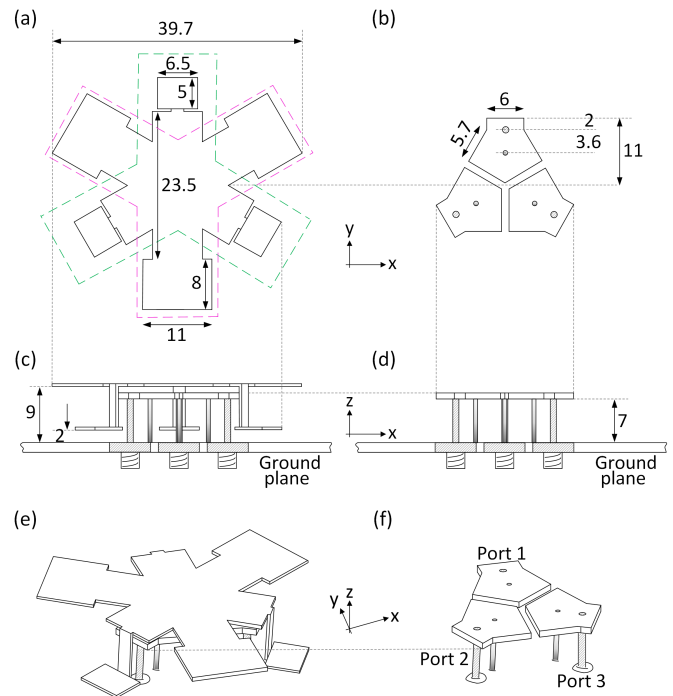 (a)
39.7
6.5
5
23.5
8
11
(b)
6
2
5.7
3.6
11
y
x
(c)
9
2
z
x
Ground
plane
(d)
7
Ground
plane
(e)
y
z
x
(f)
Port 1
Port 2
Port 3